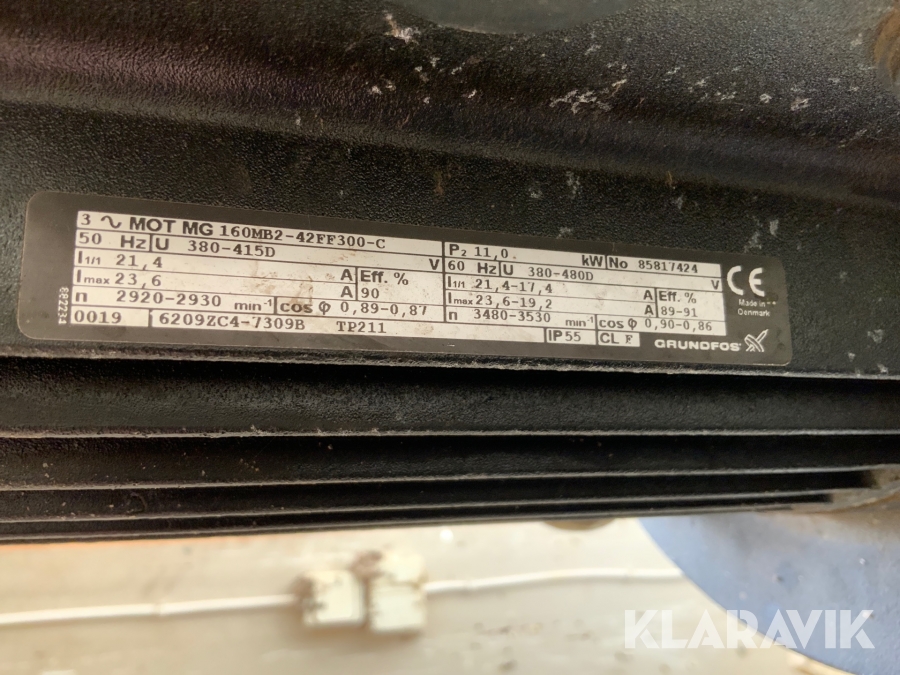 3 ∿ MOT MG 160MB2-42FF300-C
P2 11,0. kW No 85817424
50 Hz U 380-415D V
60 Hz U 380-480D V
I1/1 21,4 A Eff. %
I1/1 21,4-17,4 A Eff. %
Imax 23,6 A 90
Imax 23,6-19,2 A 89-91
n 2920-2930 min-1 cos φ 0,89-0,87
n 3480-3530 min-1 cos φ 0,90-0,86
0019 6209ZC4-7309B TP211 IP 55 CL F
CE
Made in
Denmark
GRUNDFOS
KLARAVIK